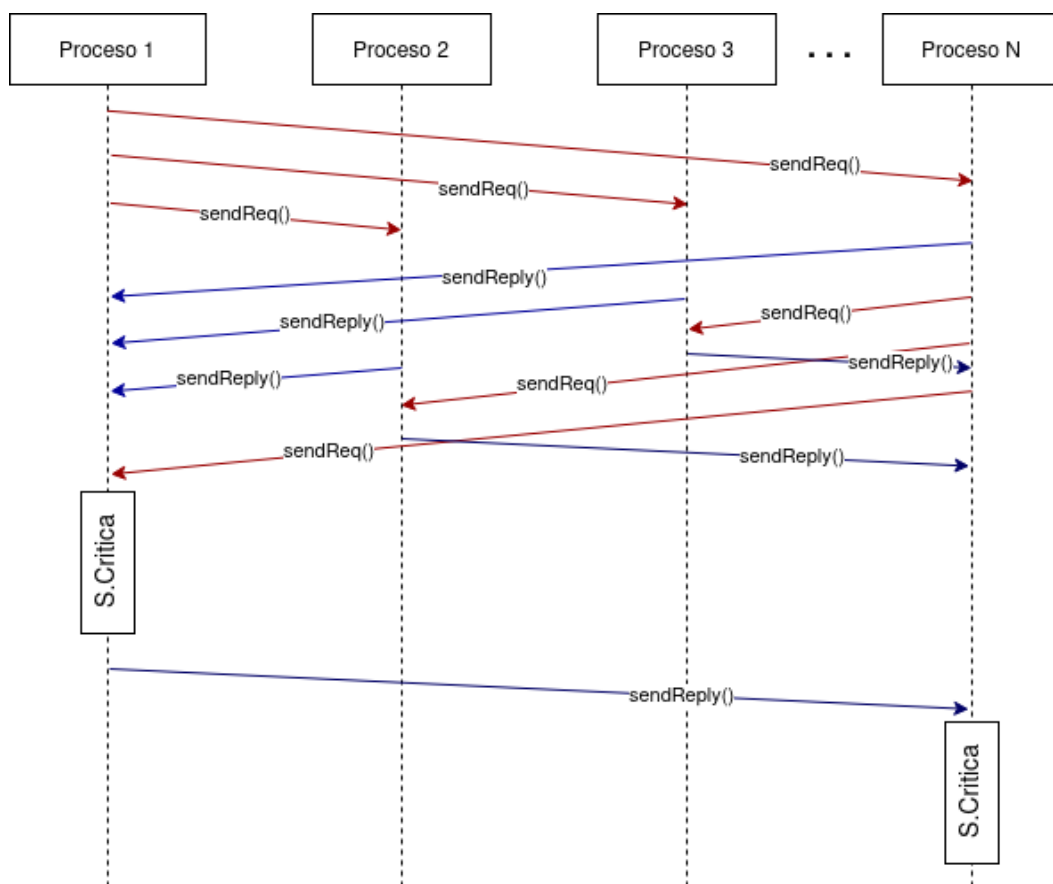 Proceso 1
Proceso 2
Proceso 3
. . .
Proceso N
sendReq()
sendReq()
sendReq()
sendReply()
sendReq()
sendReply()
sendReply()
sendReply()
sendReq()
sendReq()
sendReply()
S.Critica
sendReply()
S.Critica